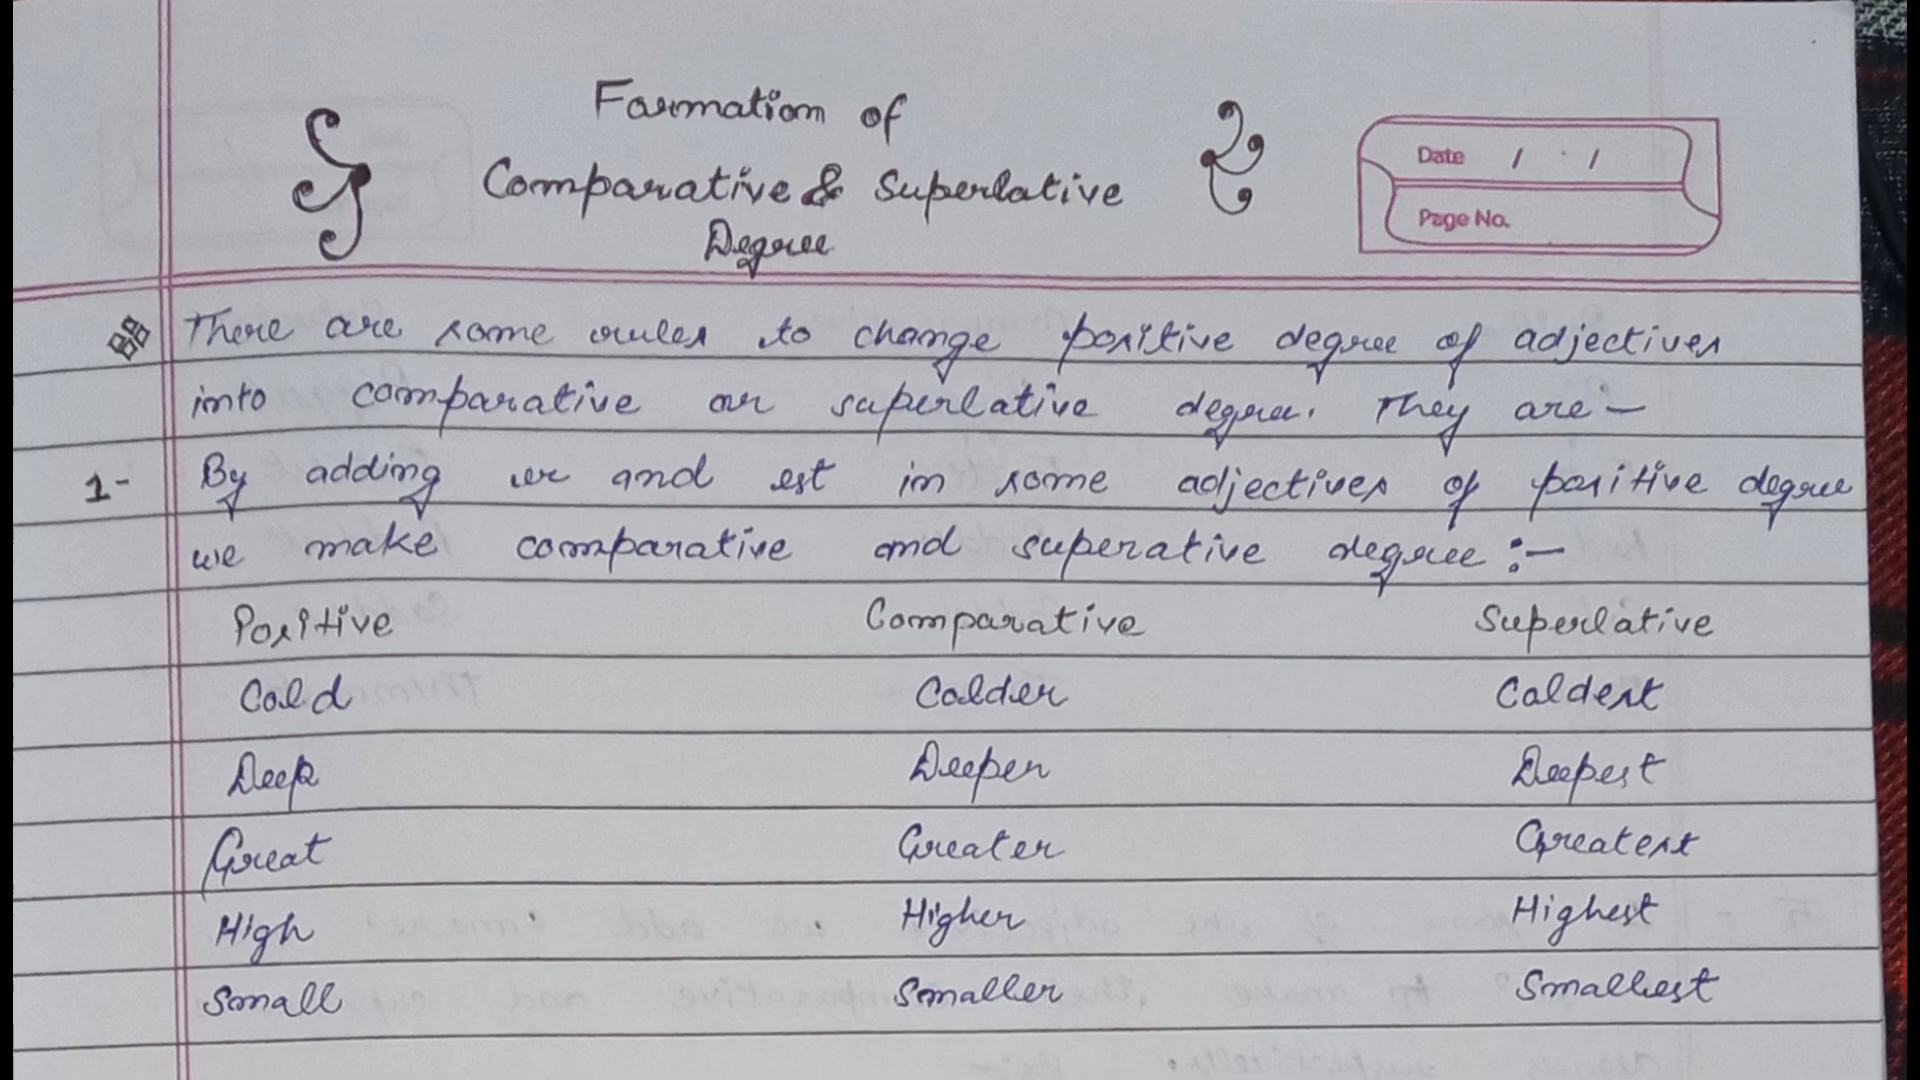 Formation of
Comparative & Superlative
Degree
Date / /
Page No.
There are some rules to change positive degree of adjectives
into comparative or superlative degree. They are -
1- By adding er and est in some adjectives of positive degree
we make comparative and superative degree :-
Positive Comparative Superlative
Cold Colder Coldest
Deep Deeper Deepest
Great Greater Greatest
High Higher Highest
Small Smaller Smallest